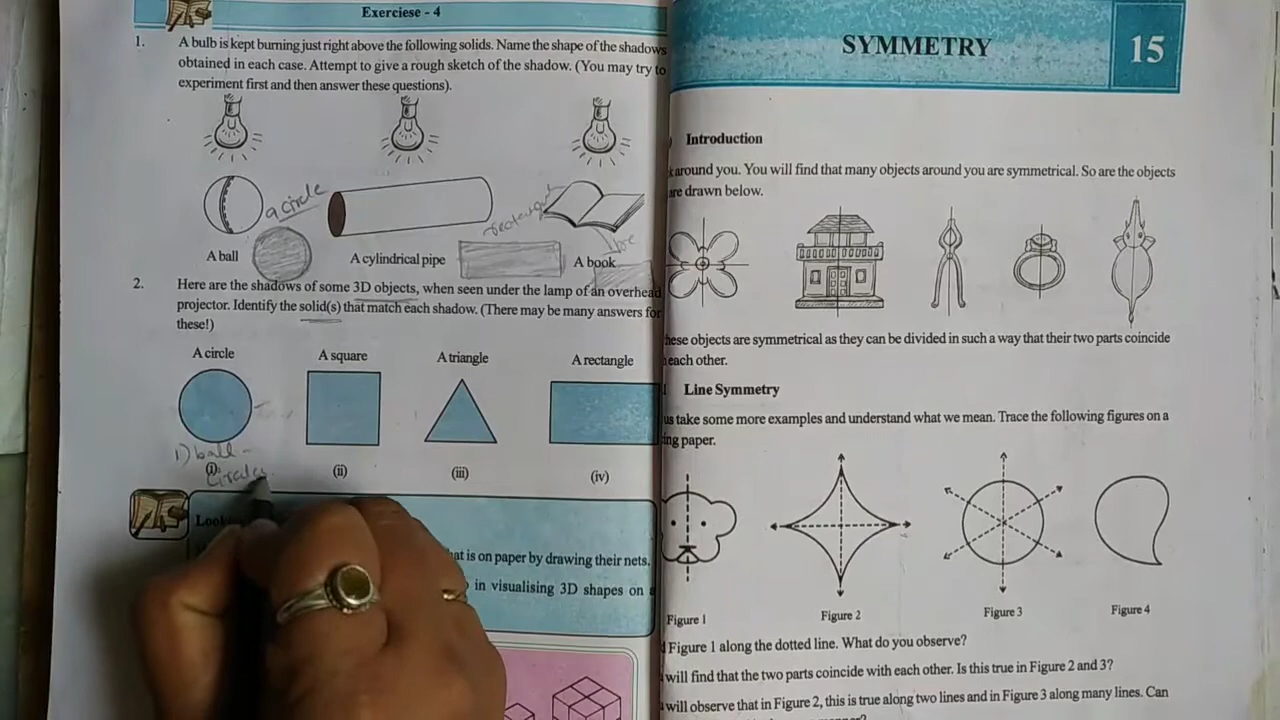 Exerciese - 4
1. A bulb is kept burning just right above the following solids. Name the shape of the shadows
obtained in each case. Attempt to give a rough sketch of the shadow. (You may try to
experiment first and then answer these questions).
a circle
rectangular
A ball
A cylindrical pipe
A book
2. Here are the shadows of some 3D objects, when seen under the lamp of an overhead
projector. Identify the solid(s) that match each shadow. (There may be many answers for
these!)
A circle
A square
A triangle
A rectangle
1) ball -
(ii)
(iii)
(iv)
hat is on paper by drawing their nets.
in visualising 3D shapes on
SYMMETRY
15
Introduction
around you. You will find that many objects around you are symmetrical. So are the objects
are drawn below.
these objects are symmetrical as they can be divided in such a way that their two parts coincide
each other.
Line Symmetry
us take some more examples and understand what we mean. Trace the following figures on a
ing paper.
Figure 1
Figure 2
Figure 3
Figure 4
Figure 1 along the dotted line. What do you observe?
will find that the two parts coincide with each other. Is this true in Figure 2 and 3?
will observe that in Figure 2, this is true along two lines and in Figure 3 along many lines. Can